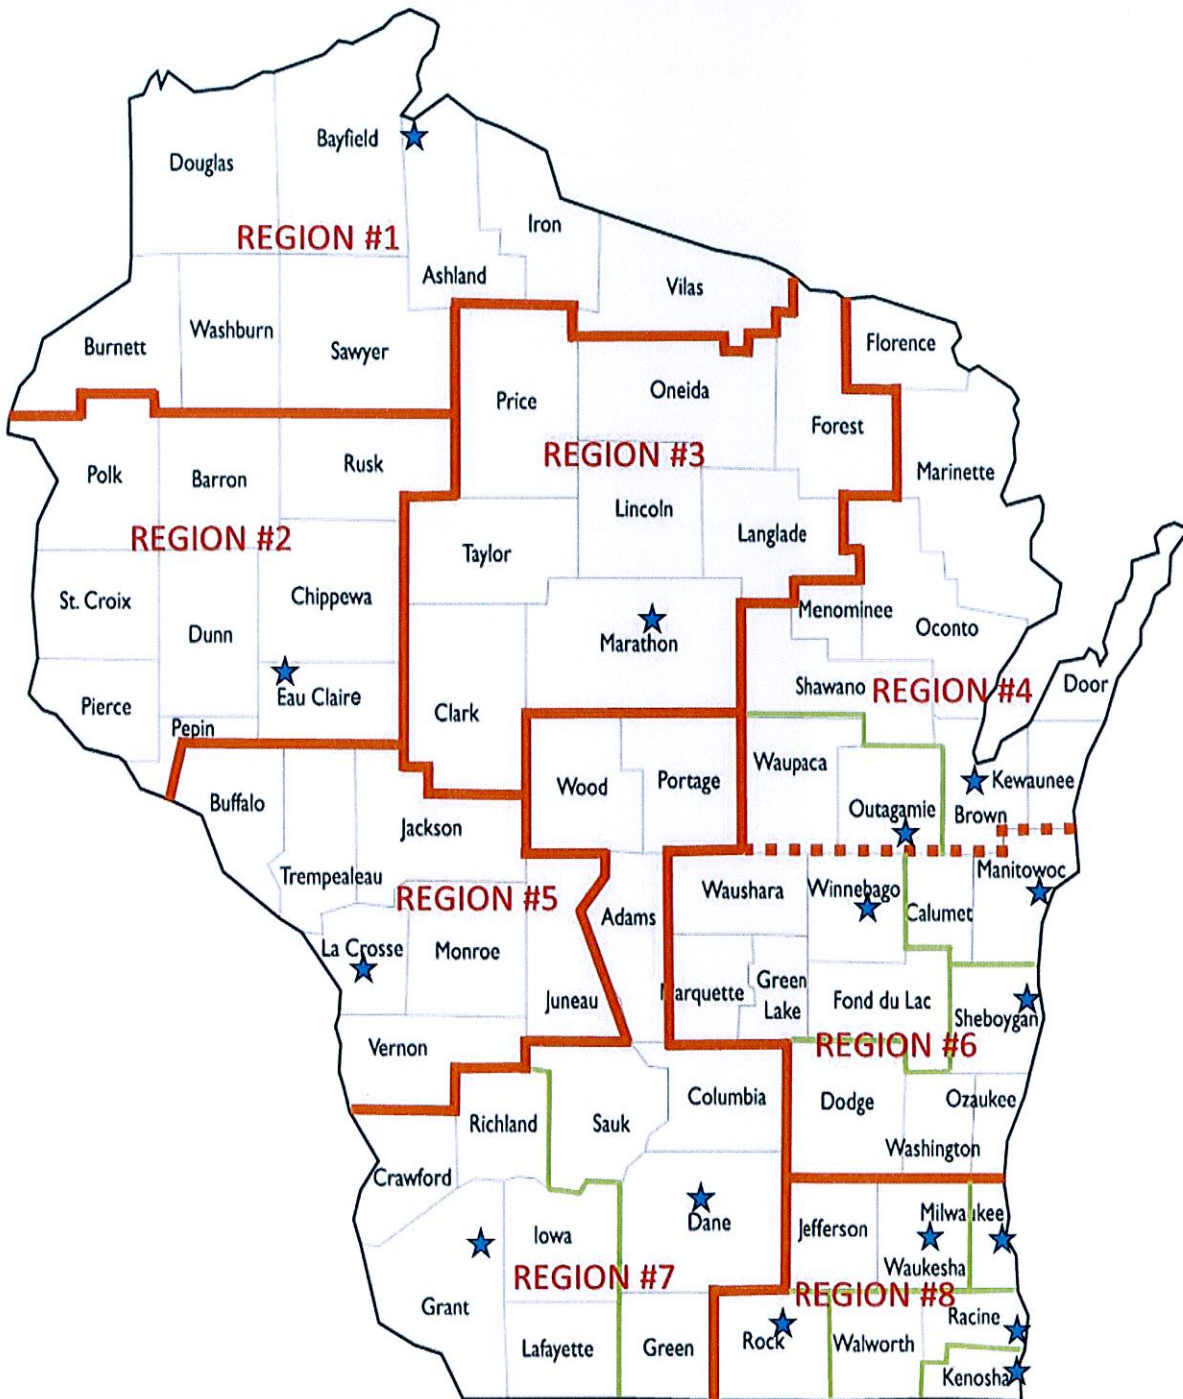 Bayfield
Douglas
Iron
REGION #1
Ashland
Vilas
Washburn
Burnett
Sawyer
Florence
Oneida
Price
Forest
REGION #3
Rusk
Polk
Barron
Marinette
Lincoln
REGION #2
Langlade
Taylor
Chippewa
St. Croix
Menominee
Dunn
Oconto
Marathon
Shawano
REGION #4
Door
Eau Claire
Pierce
Clark
Pepin
Waupaca
Portage
Wood
Kewaunee
Buffalo
Outagamie
Brown
Jackson
Trempealeau
Manitowoc
Waushara
Winnebago
REGION #5
Adams
Calumet
La Crosse
Monroe
Green
Lake
Marquette
Juneau
Fond du Lac
Sheboygan
Vernon
REGION #6
Columbia
Dodge
Ozaukee
Richland
Sauk
Washington
Crawford
Milwaukee
Dane
Jefferson
Iowa
Waukesha
REGION #7
REGION #8
Grant
Racine
Rock
Walworth
Lafayette
Green
Kenosha